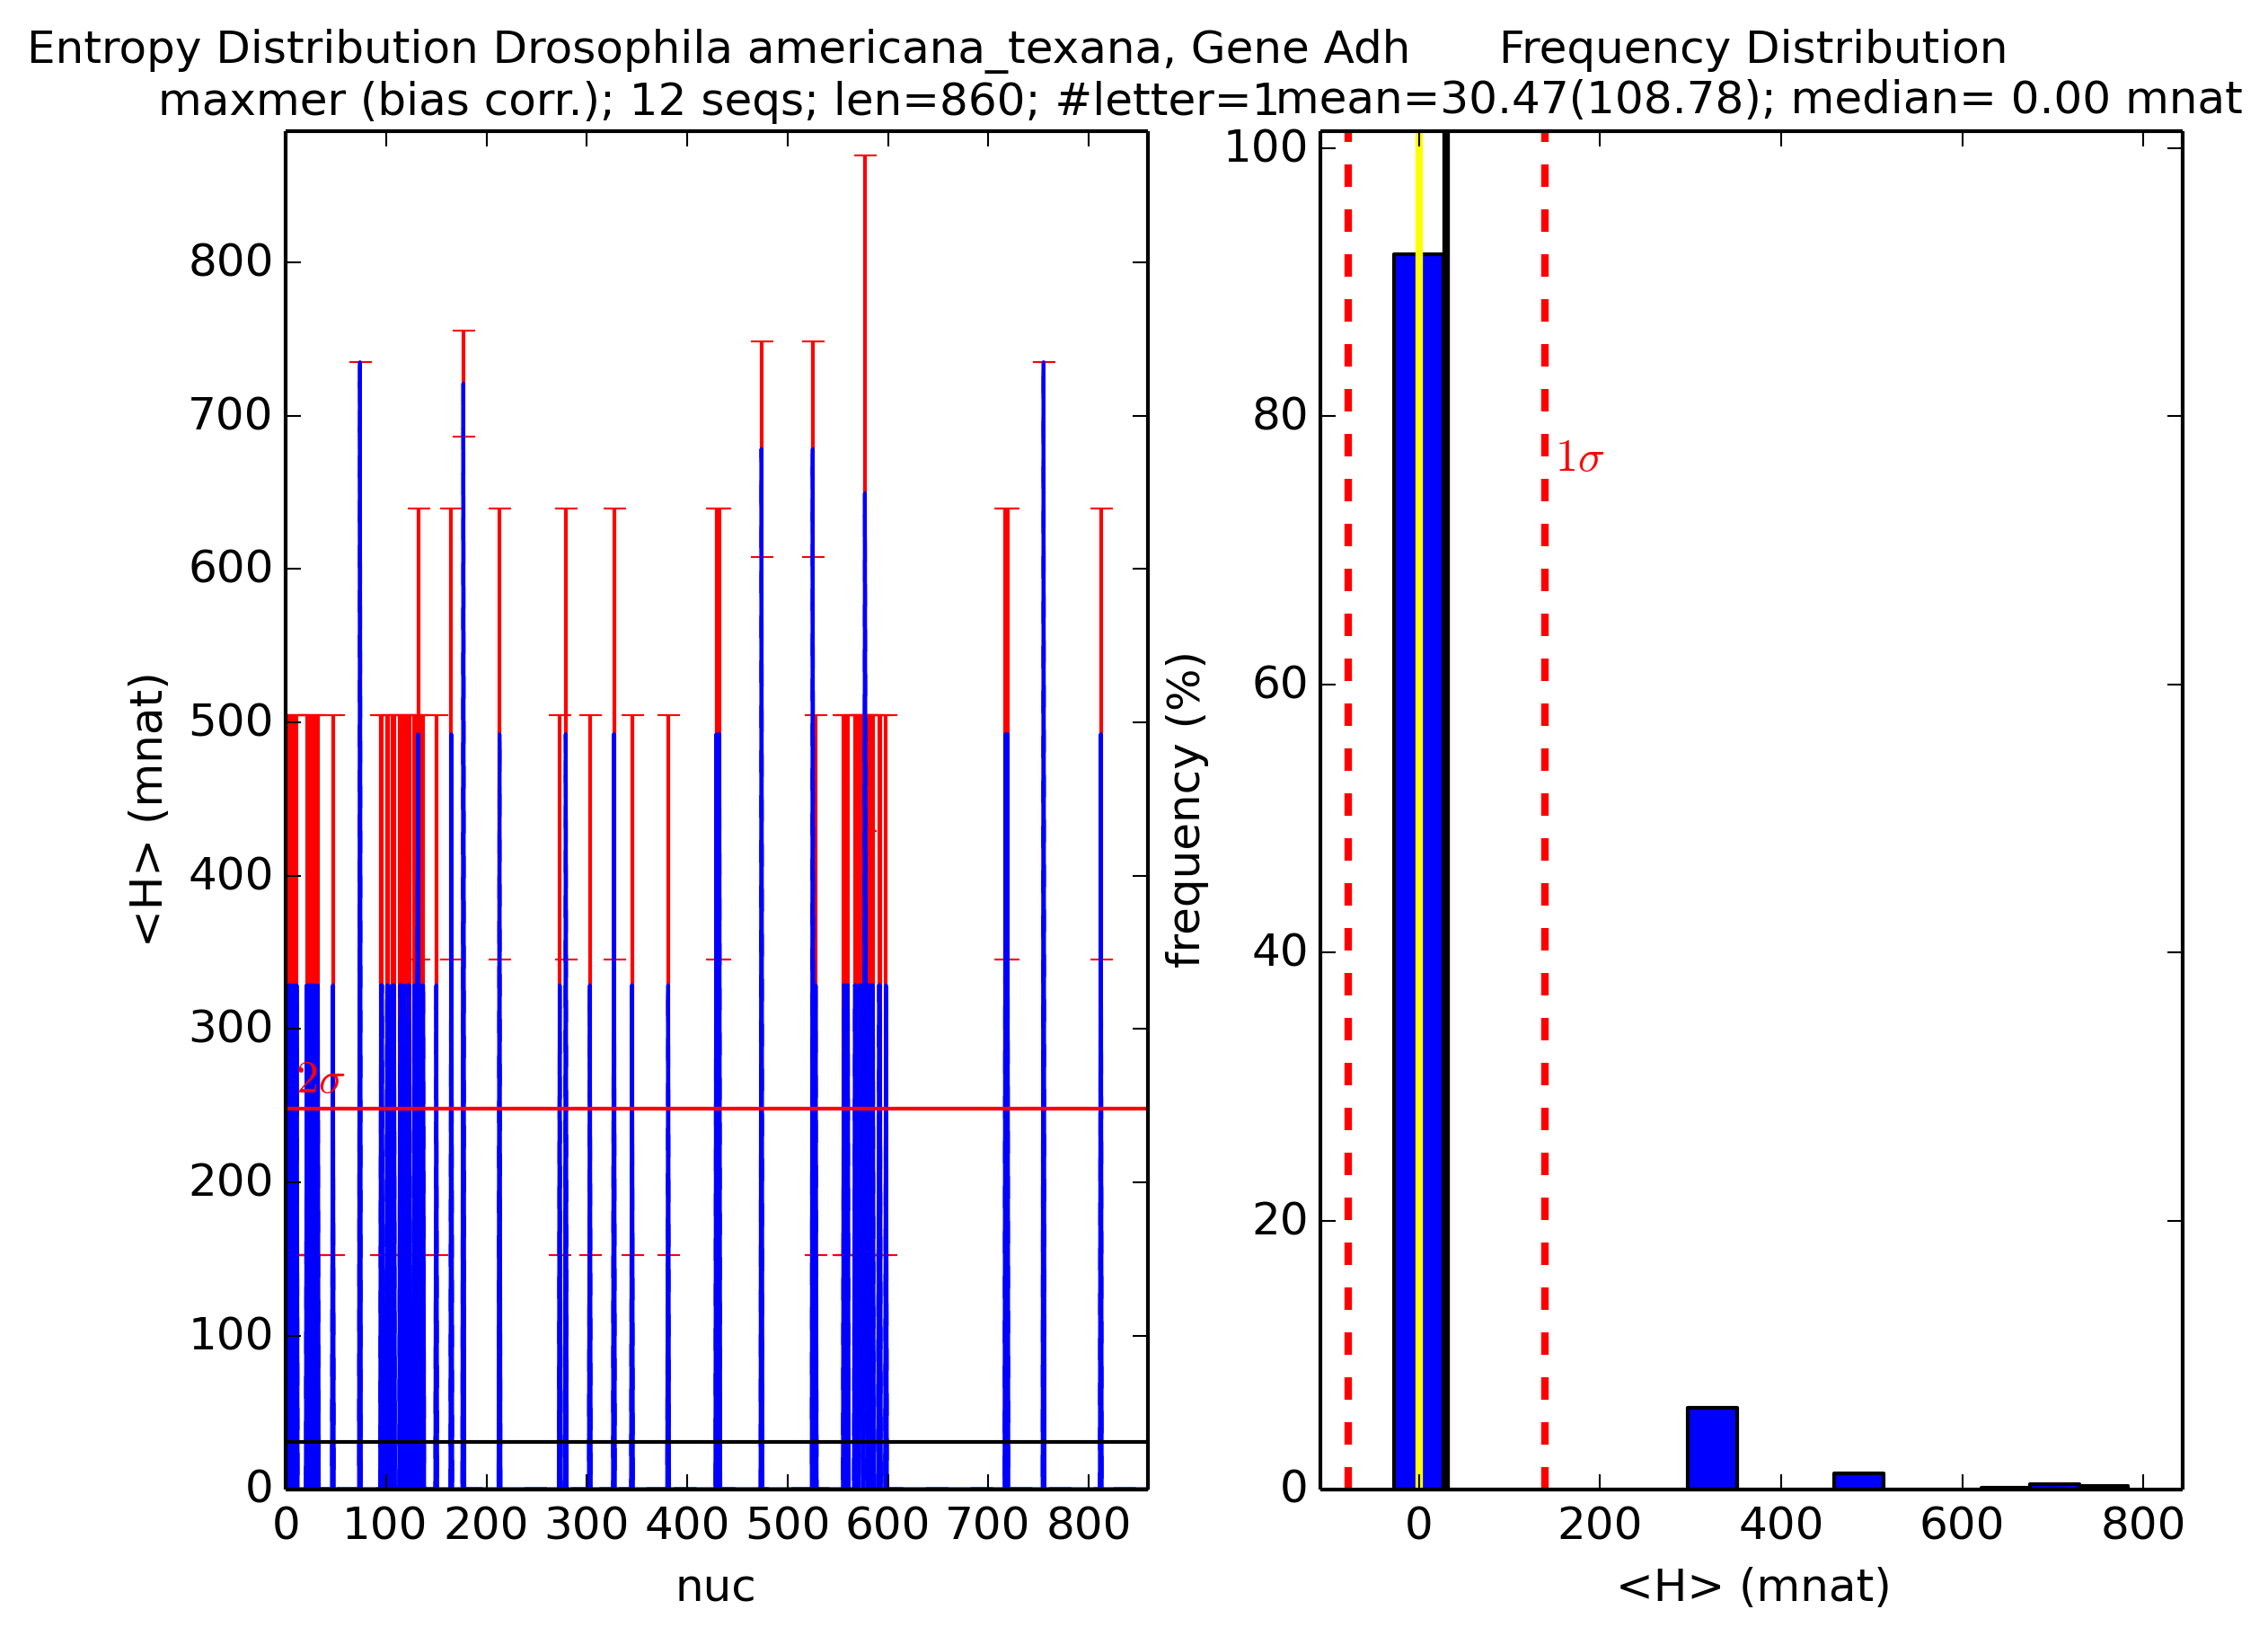 Entropy Distribution Drosophila americana_texana, Gene Adh
maxmer (bias corr.); 12 seqs; len=860; #letter=1
Frequency Distribution
mean=30.47(108.78); median= 0.00 mnat
<H> (mnat)
800
700
600
500
400
300
200
100
0
2σ
0 100 200 300 400 500 600 700 800
nuc
frequency (%)
100
80
60
40
20
0
1σ
0 200 400 600 800
<H> (mnat)